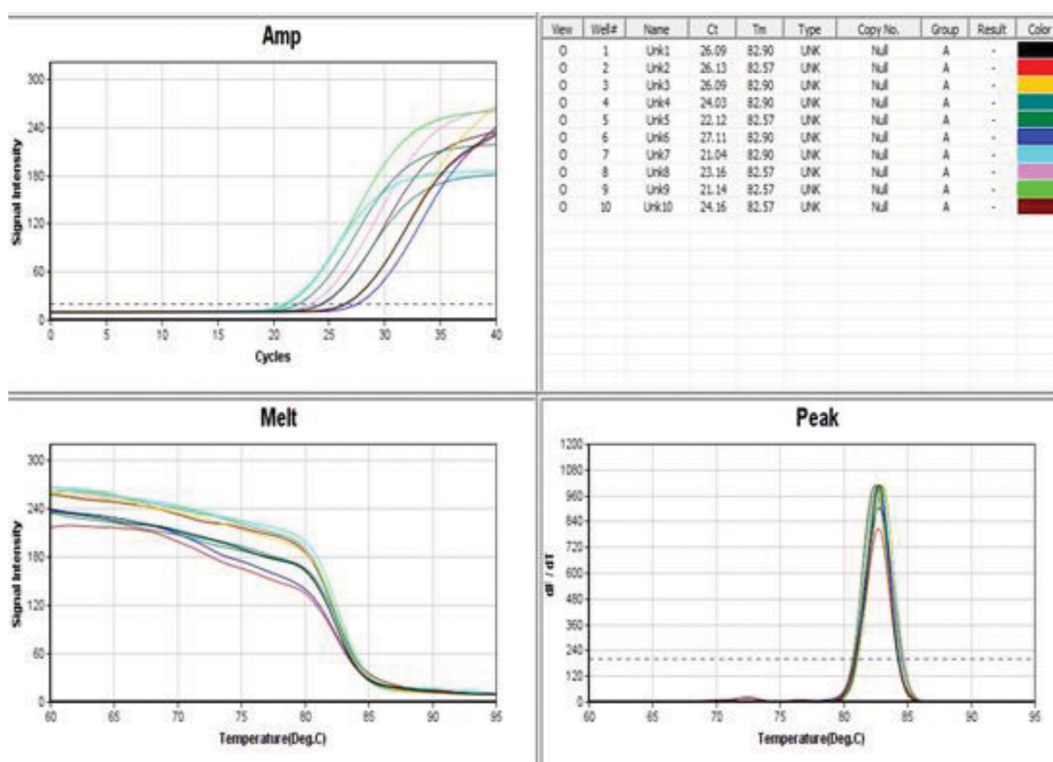 Amp
Signal Intensity
300
240
180
120
60
0
0 5 10 15 20 25 30 35 40
Cycles
View Well# Name Ct Tm Type Copy No. Group Result Color
O 1 Unk1 26.09 82.90 UNK Null A -
O 2 Unk2 26.13 82.57 UNK Null A -
O 3 Unk3 26.09 82.90 UNK Null A -
O 4 Unk4 24.03 82.90 UNK Null A -
O 5 Unk5 22.12 82.57 UNK Null A -
O 6 Unk6 27.11 82.90 UNK Null A -
O 7 Unk7 21.04 82.90 UNK Null A -
O 8 Unk8 23.16 82.57 UNK Null A -
O 9 Unk9 21.14 82.57 UNK Null A -
O 10 Unk10 24.16 82.57 UNK Null A -
Melt
Signal Intensity
300
240
180
120
60
0
60 65 70 75 80 85 90 95
Temperature(Deg.C)
Peak
dF / dT
1200
1080
960
840
720
600
480
360
240
120
0
60 65 70 75 80 85 90 95
Temperature(Deg.C)